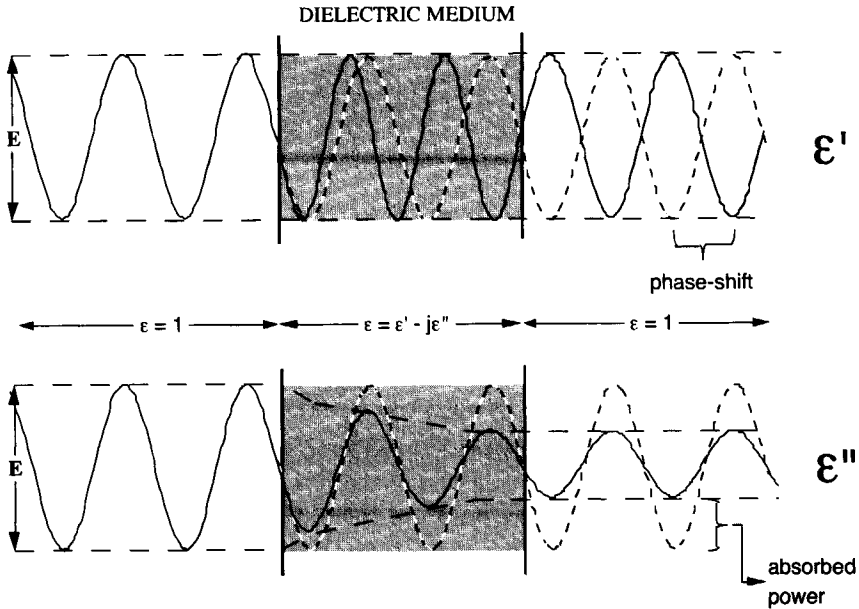 DIELECTRIC MEDIUM
E
ε'
phase-shift
ε = 1
ε = ε' - jε"
ε = 1
E
ε"
absorbed
power